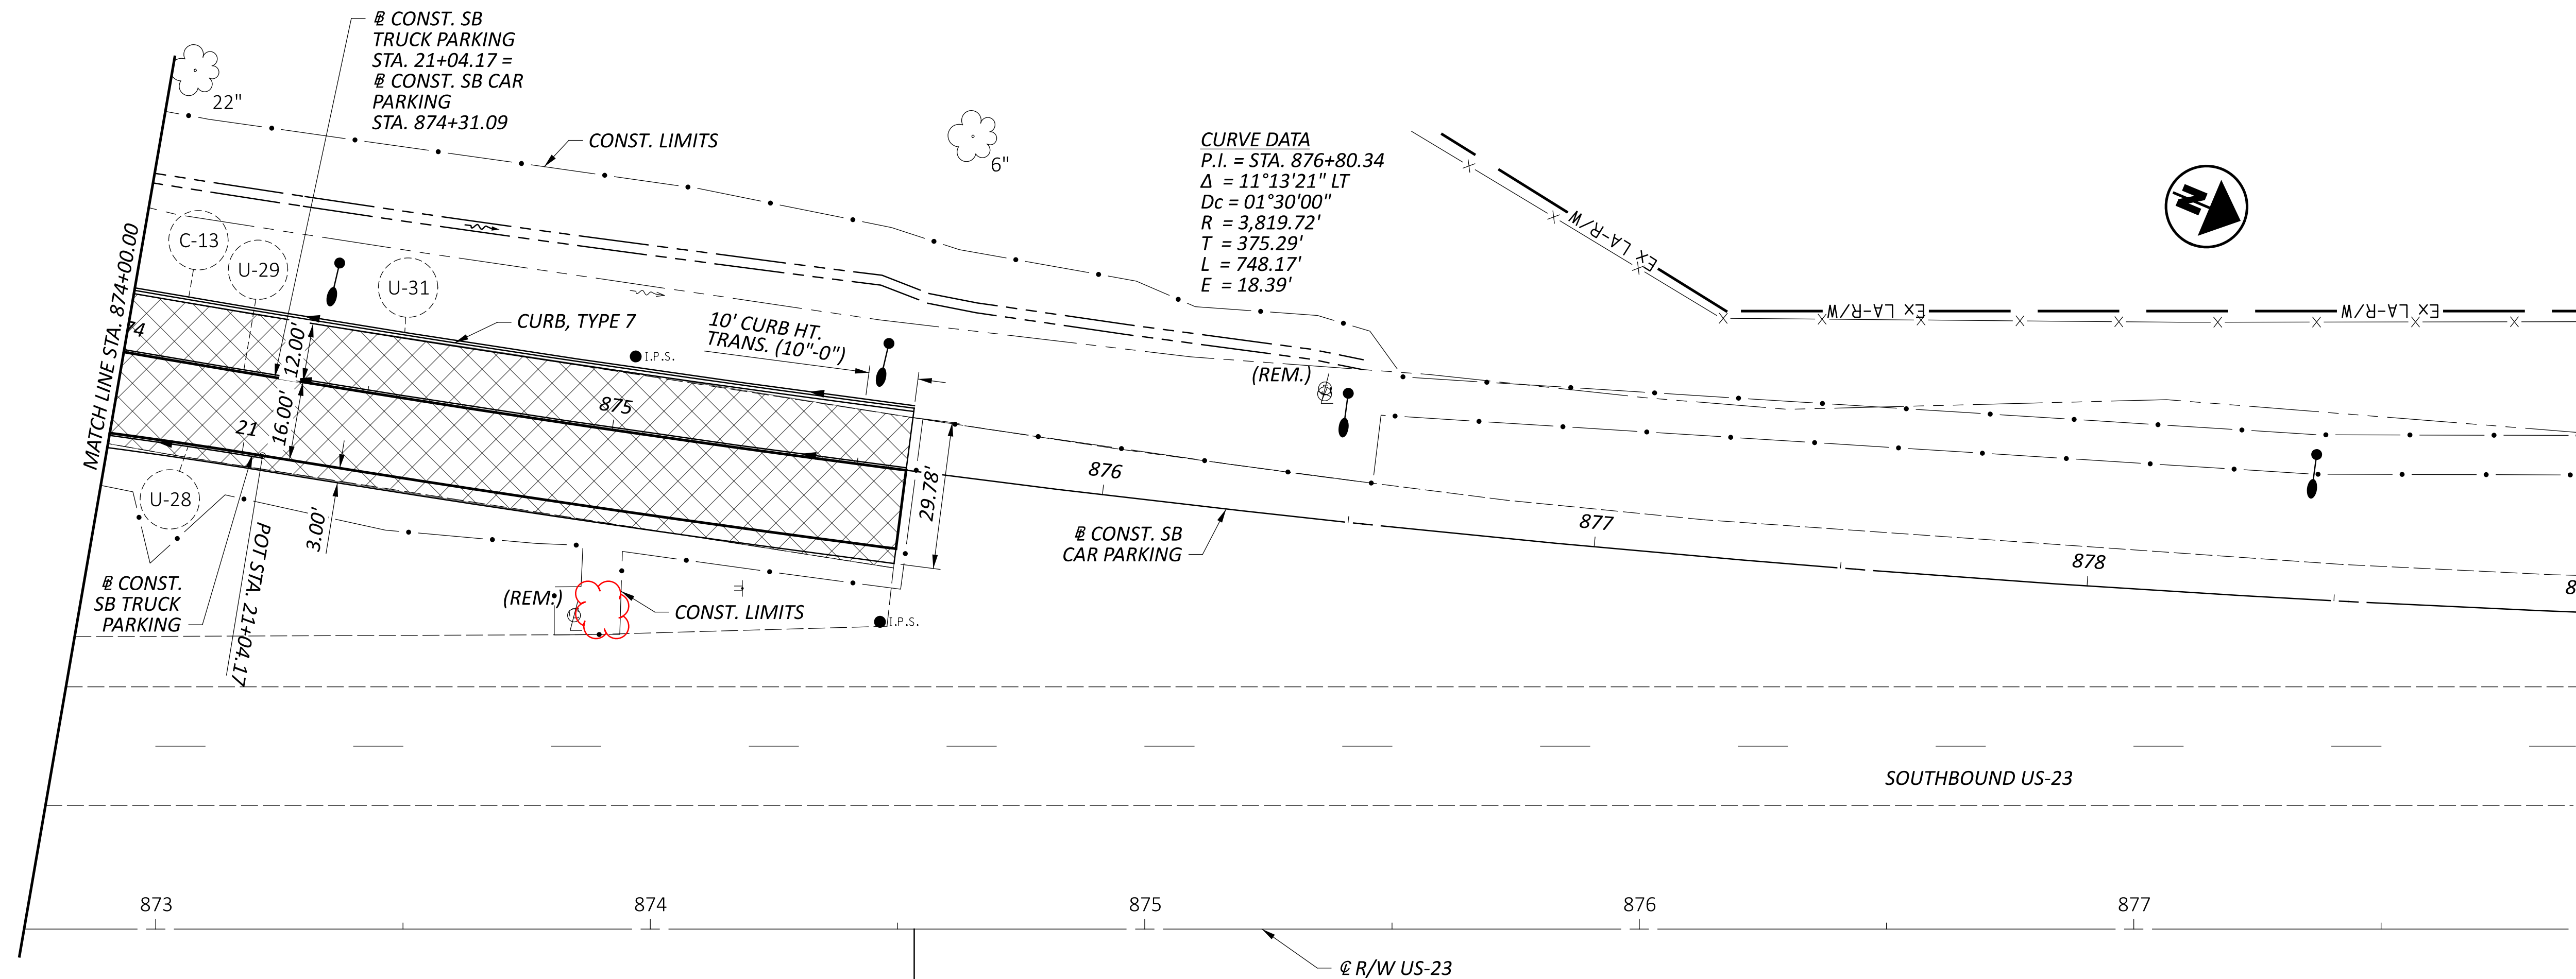 ℄ CONST. SB
TRUCK PARKING
STA. 21+04.17 =
℄ CONST. SB CAR
PARKING
STA. 874+31.09
22"
CONST. LIMITS
6"
CURVE DATA
P.I. = STA. 876+80.34
Δ = 11°13'21" LT
Dc = 01°30'00"
R = 3,819.72'
T = 375.29'
L = 748.17'
E = 18.39'
EX LA-R/W
EX LA-R/W
EX LA-R/W
N
MATCH LINE STA. 874+00.00
C-13
U-29
U-31
74
12.00'
CURB, TYPE 7
10' CURB HT.
TRANS. (10"-0")
I.P.S.
(REM.)
875
21
16.00'
876
29.78'
U-28
3.00'
POT STA. 21+04.17
℄ CONST.
SB TRUCK
PARKING
(REM.)
CONST. LIMITS
I.P.S.
℄ CONST. SB
CAR PARKING
877
878
8
SOUTHBOUND US-23
873
874
875
876
877
℄ R/W US-23